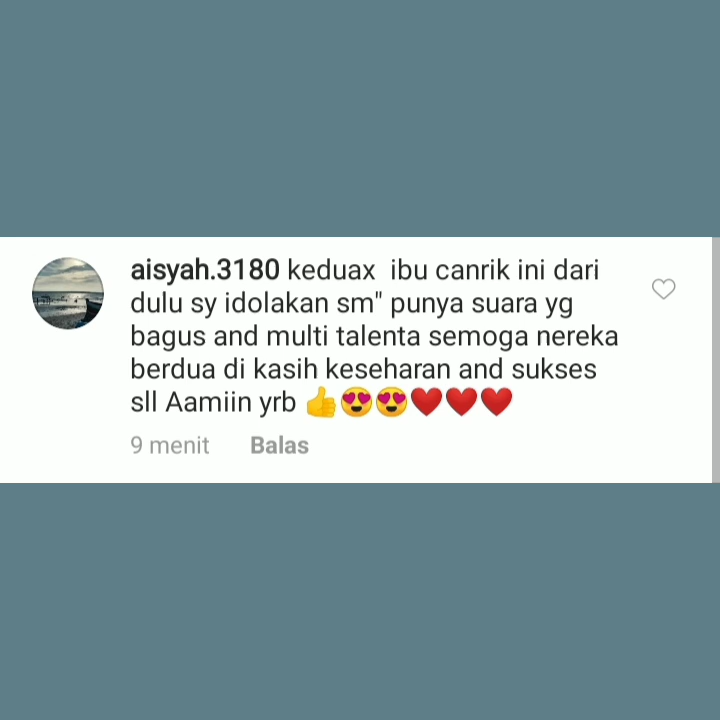 aisyah.3180 keduax ibu canrik ini dari
dulu sy idolakan sm" punya suara yg
bagus and multi talenta semoga nereka
berdua di kasih keseharan and sukses
sll Aamiin yrb 👍😍😍❤️❤️❤️
9 menit Balas